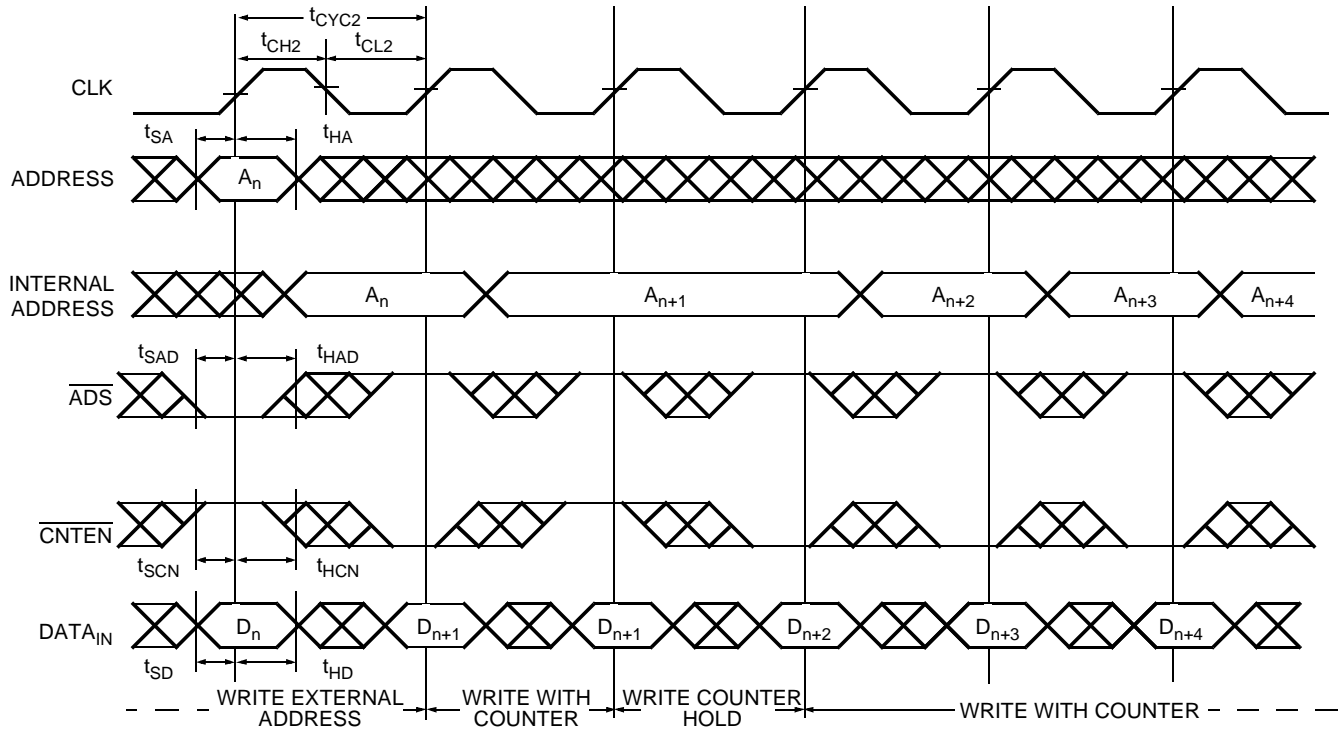 tCYC2
tCH2 tCL2
CLK
tSA tHA
ADDRESS An
INTERNAL
ADDRESS An An+1 An+2 An+3 An+4
tSAD tHAD
ADS
CNTEN
tSCN tHCN
DATAIN Dn Dn+1 Dn+1 Dn+2 Dn+3 Dn+4
tSD tHD
WRITE EXTERNAL
ADDRESS
WRITE WITH
COUNTER
WRITE COUNTER
HOLD
WRITE WITH COUNTER